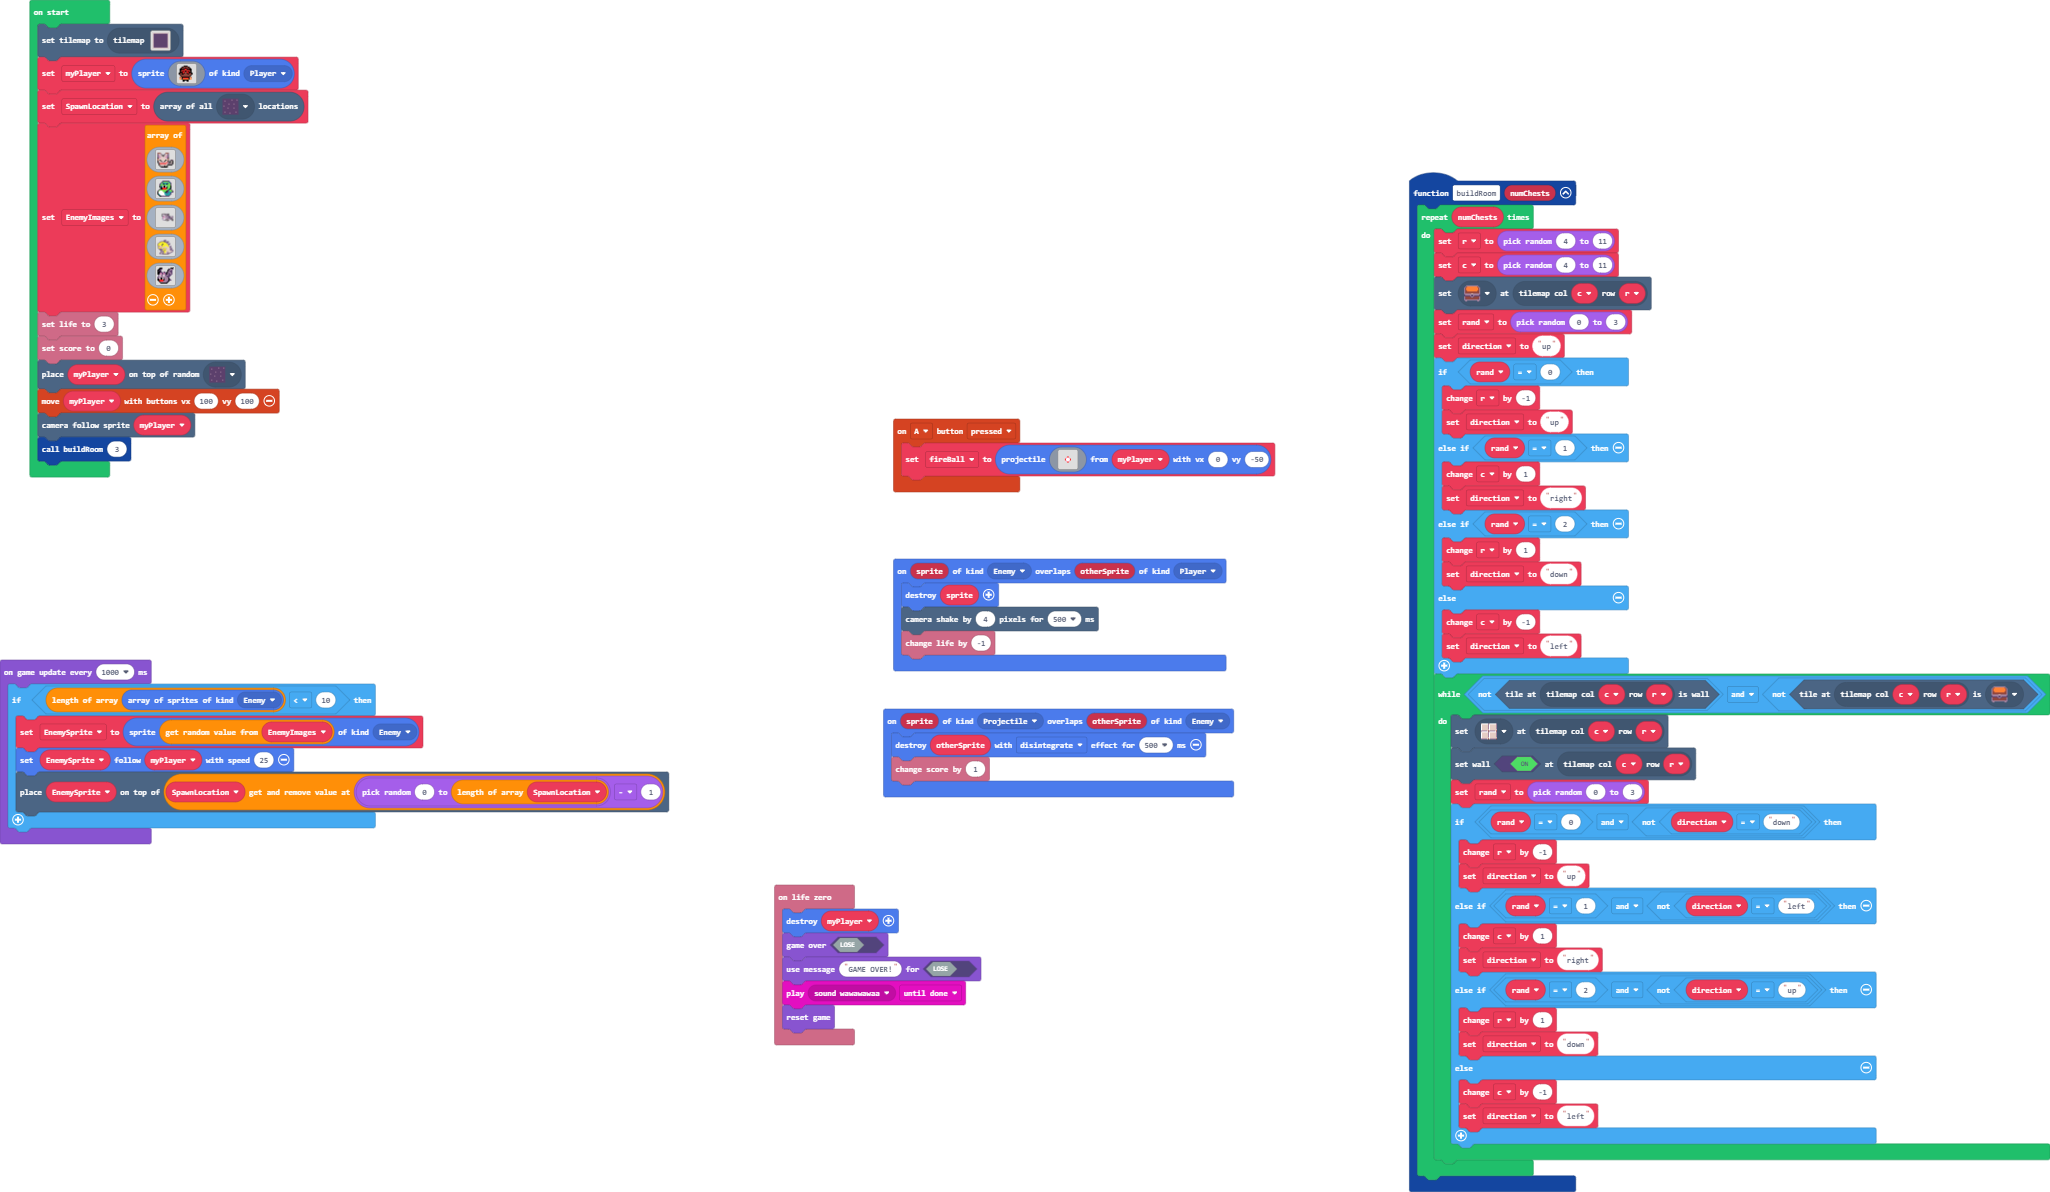 on start
set tilemap to tilemap
set myPlayer to sprite of kind Player
set SpawnLocation to array of all locations
set EnemyImages to array of
set life to 3
set score to 0
place myPlayer on top of random
move myPlayer with buttons vx 100 vy 100
camera follow sprite myPlayer
call buildRoom 3
on game update every 1000 ms
if length of array array of sprites of kind Enemy < 10 then
set EnemySprite to sprite get random value from EnemyImages of kind Enemy
set EnemySprite follow myPlayer with speed 25
place EnemySprite on top of SpawnLocation get and remove value at pick random 0 to length of array SpawnLocation - 1
on A button pressed
set fireBall to projectile from myPlayer with vx 0 vy -50
on sprite of kind Enemy overlaps otherSprite of kind Player
destroy sprite
camera shake by 4 pixels for 500 ms
change life by -1
on sprite of kind Projectile overlaps otherSprite of kind Enemy
destroy otherSprite with disintegrate effect for 500 ms
change score by 1
on life zero
destroy myPlayer
game over LOSE
use message "GAME OVER!" for LOSE
play sound wawawawaa until done
reset game
function buildRoom numChests
repeat numChests times
do
set r to pick random 4 to 11
set c to pick random 4 to 11
set at tilemap col c row r
set rand to pick random 0 to 3
set direction to "up"
if rand = 0 then
change r by -1
set direction to "up"
else if rand = 1 then
change c by 1
set direction to "right"
else if rand = 2 then
change r by 1
set direction to "down"
else
change c by -1
set direction to "left"
while not tile at tilemap col c row r is wall and not tile at tilemap col c row r is
do
set at tilemap col c row r
set wall ON at tilemap col c row r
set rand to pick random 0 to 3
if rand = 0 and not direction = "down" then
change r by -1
set direction to "up"
else if rand = 1 and not direction = "left" then
change c by 1
set direction to "right"
else if rand = 2 and not direction = "up" then
change r by 1
set direction to "down"
else
change c by -1
set direction to "left"